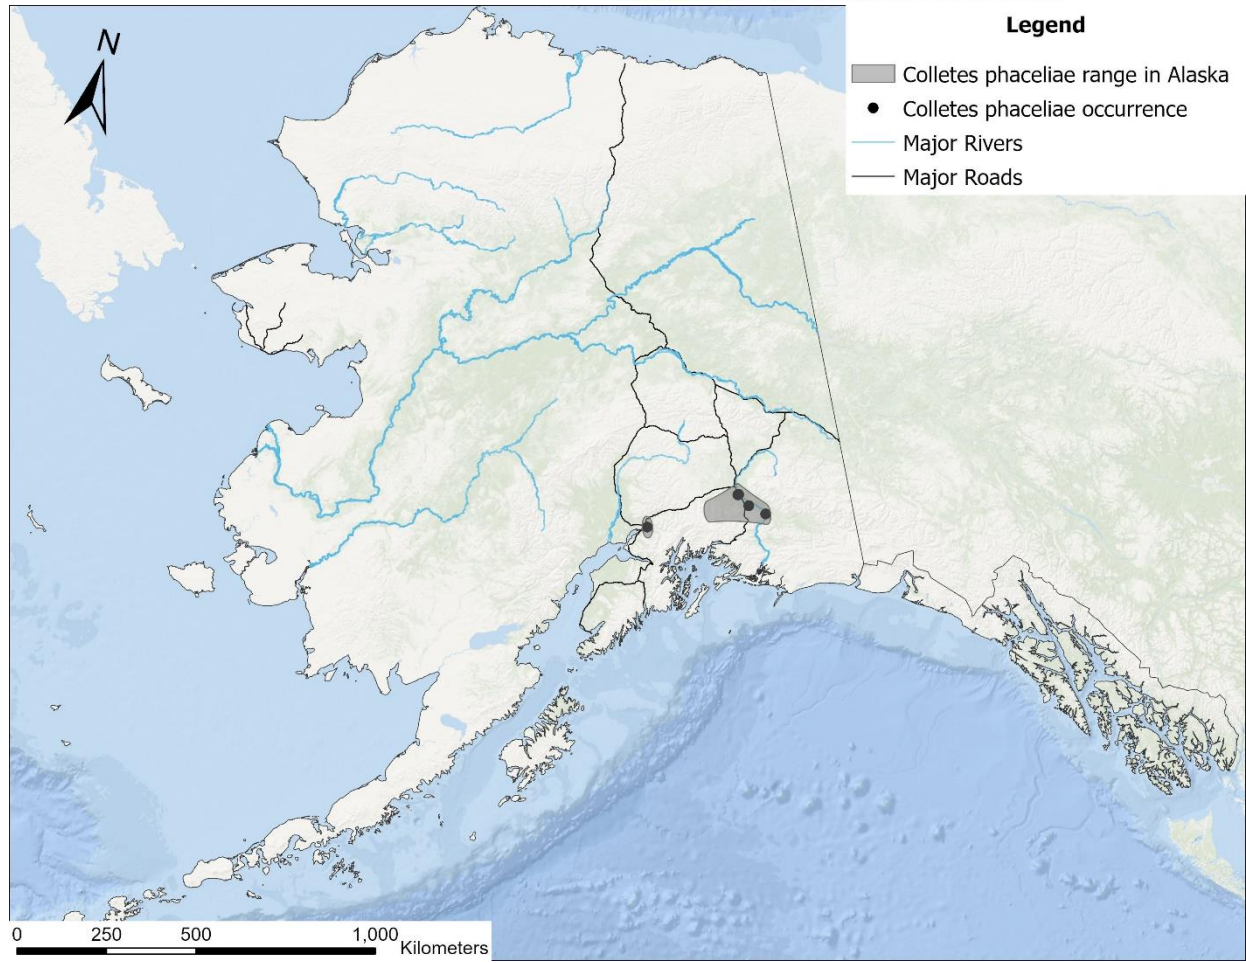 N
Legend
Colletes phaceliae range in Alaska
Colletes phaceliae occurrence
Major Rivers
Major Roads
0 250 500 1,000
Kilometers